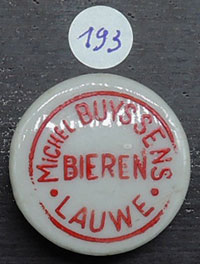 193
MICHEL BUYSSENS
BIEREN
• LAUWE •